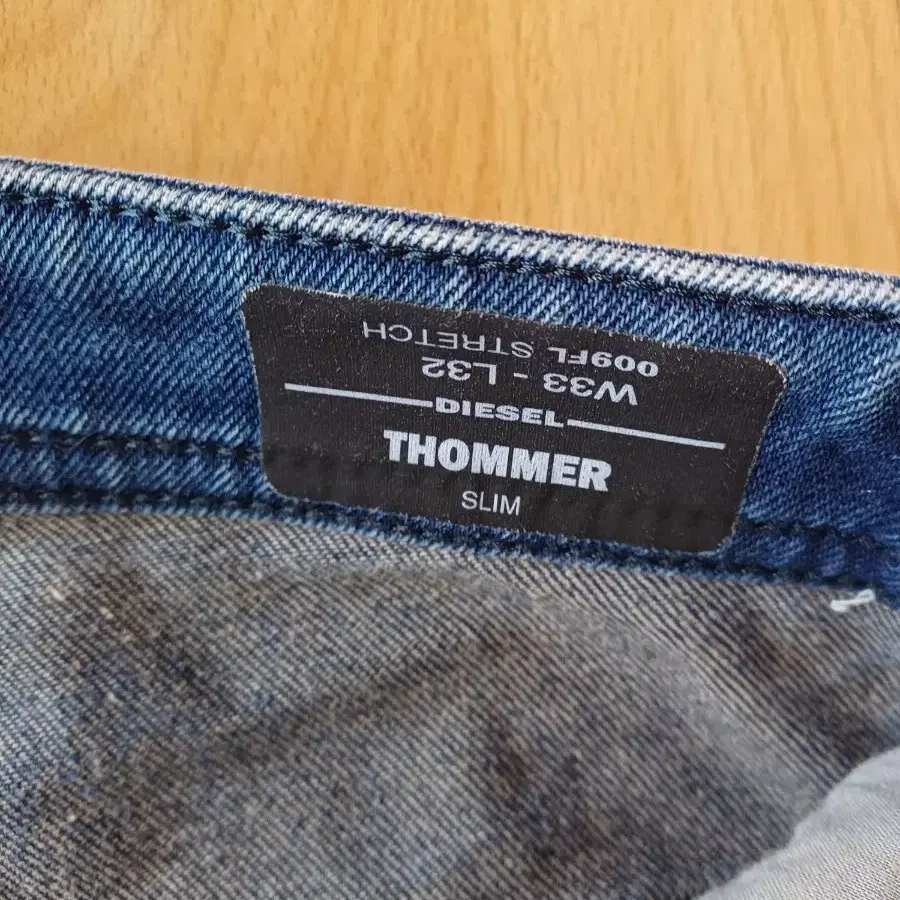 009FL STRETCH
W33 - L32
DIESEL
THOMMER
SLIM